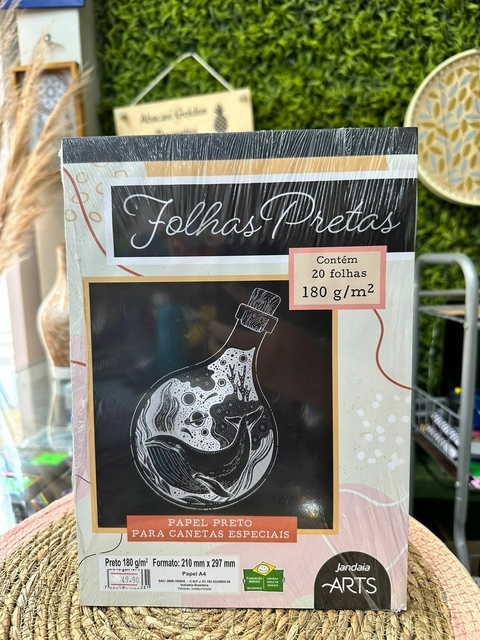 Folhas Pretas
Contém
20 folhas
180 g/m²
PAPEL PRETO
PARA CANETAS ESPECIAIS
Preto 180 g/m² Formato: 210 mm x 297 mm
Papel A4
49.90
Jandaia
ARTS